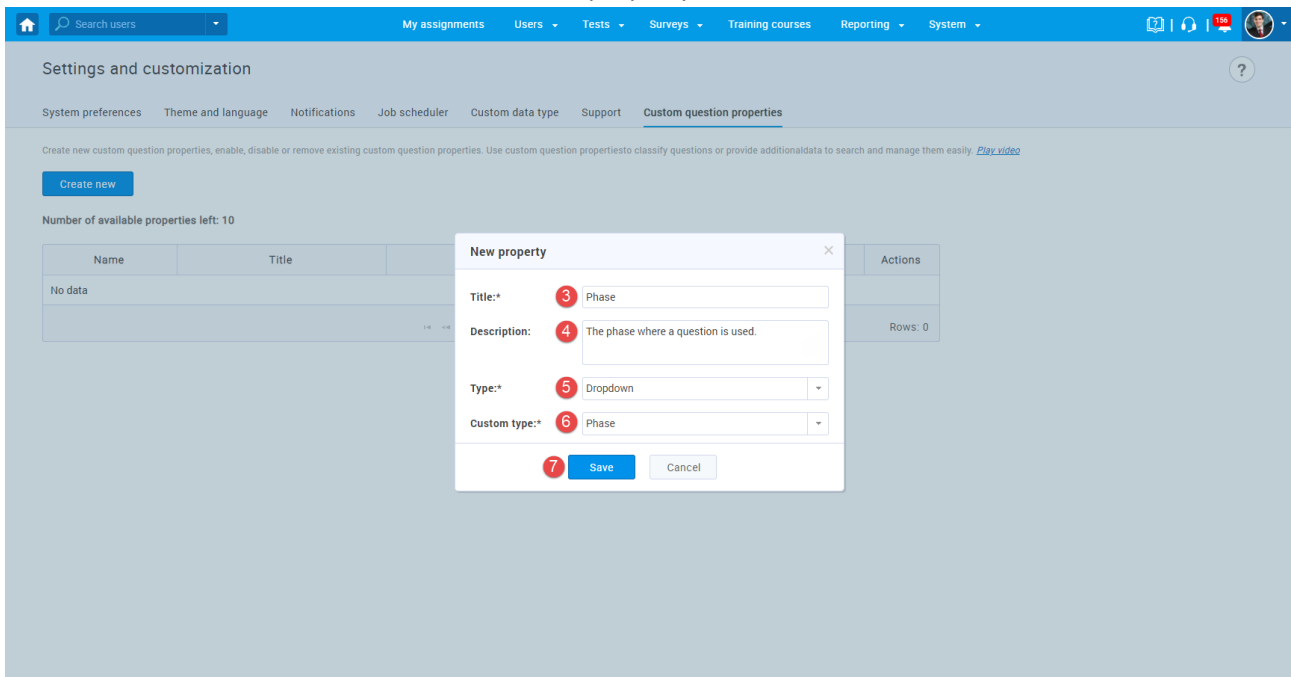 Search users
My assignments Users Tests Surveys Training courses Reporting System
156
Settings and customization
?
System preferences Theme and language Notifications Job scheduler Custom data type Support Custom question properties
Create new custom question properties, enable, disable or remove existing custom question properties. Use custom question propertiesto classify questions or provide additionaldata to search and manage them easily. Play video
Create new
Number of available properties left: 10
Name Title Actions
No data
Rows: 0
New property
Title:* 3 Phase
Description: 4 The phase where a question is used.
Type:* 5 Dropdown
Custom type:* 6 Phase
7 Save Cancel